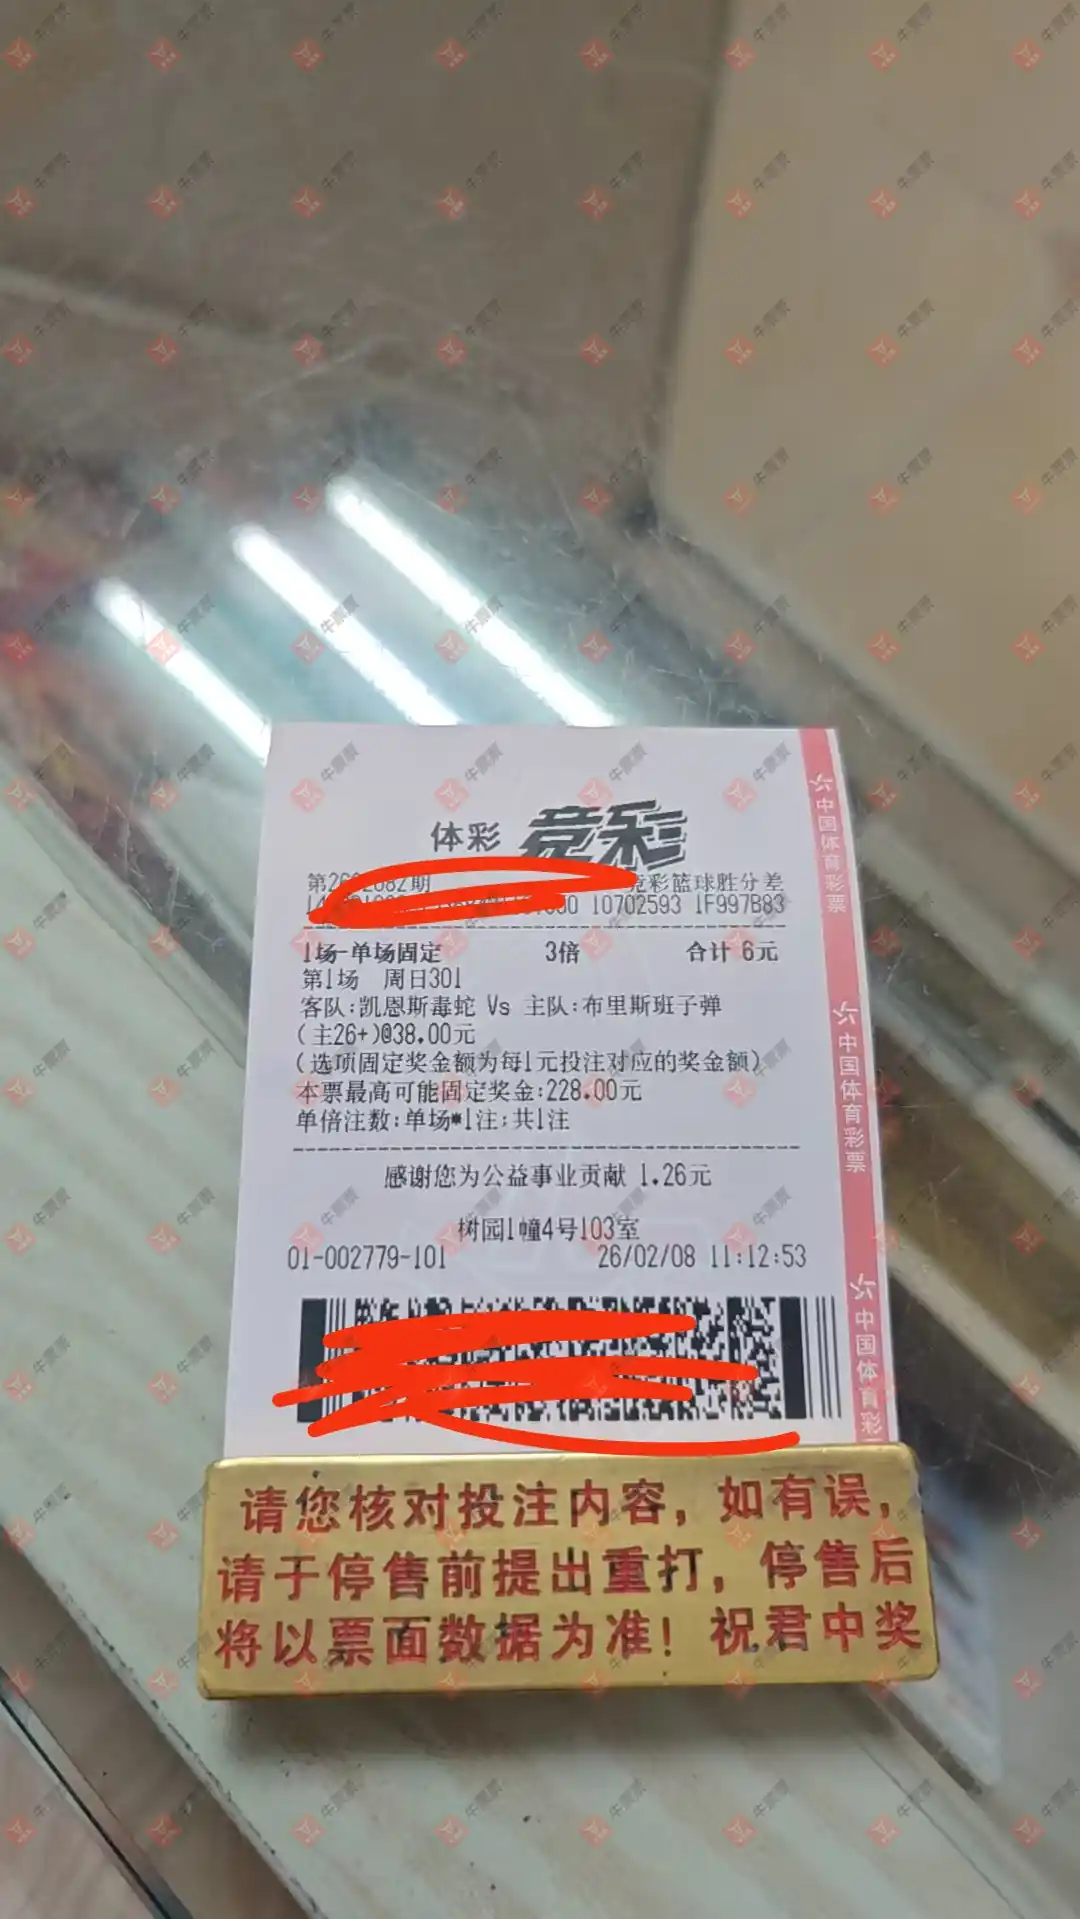 体彩 竞彩
竞彩篮球胜分差
10702593 1F997B83
1场-单场固定 3倍 合计 6元
第1场 周日301
客队:凯恩斯毒蛇 Vs 主队:布里斯班子弹
(主26+)@38.00元
(选项固定奖金额为每1元投注对应的奖金额)
本票最高可能固定奖金:228.00元
单倍注数:单场*1注;共1注
感谢您为公益事业贡献 1.26元
树园1幢4号103室
01-002779-101 26/02/08 11:12:53
中国体育彩票
中国体育彩票
中国体育彩
请您核对投注内容，如有误，
请于停售前提出重打，停售后
将以票面数据为准！祝君中奖
牛票票